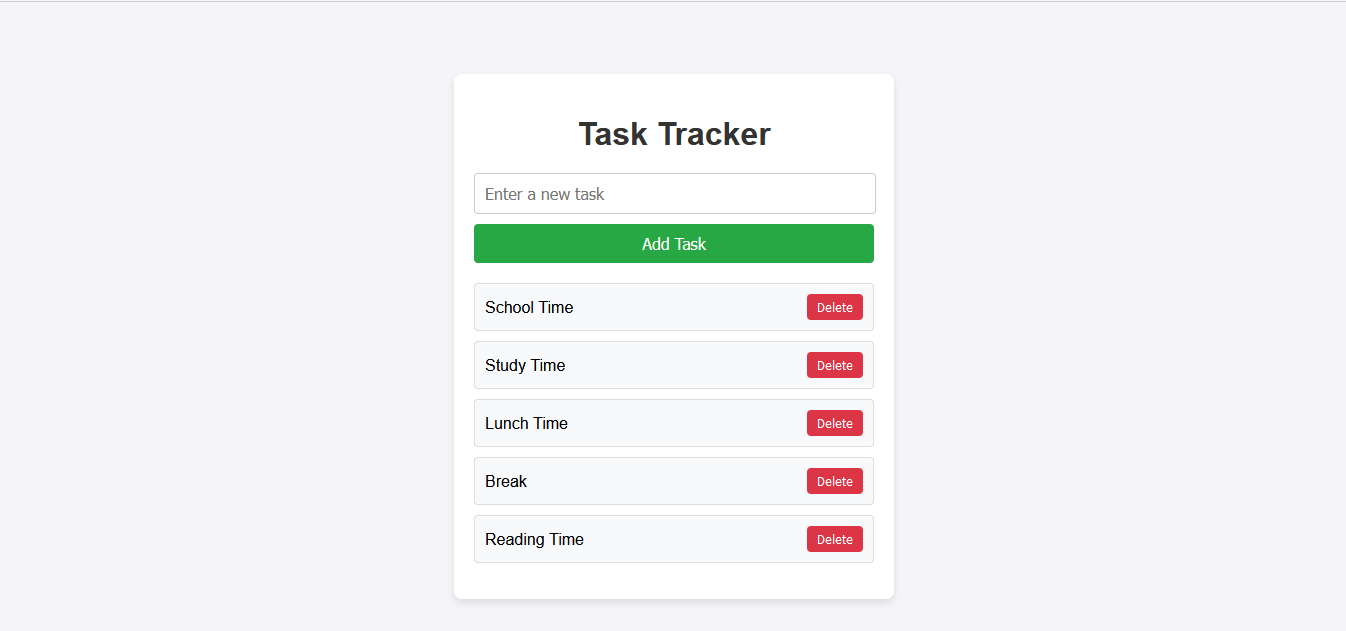 Task Tracker
Enter a new task
Add Task
School Time Delete
Study Time Delete
Lunch Time Delete
Break Delete
Reading Time Delete